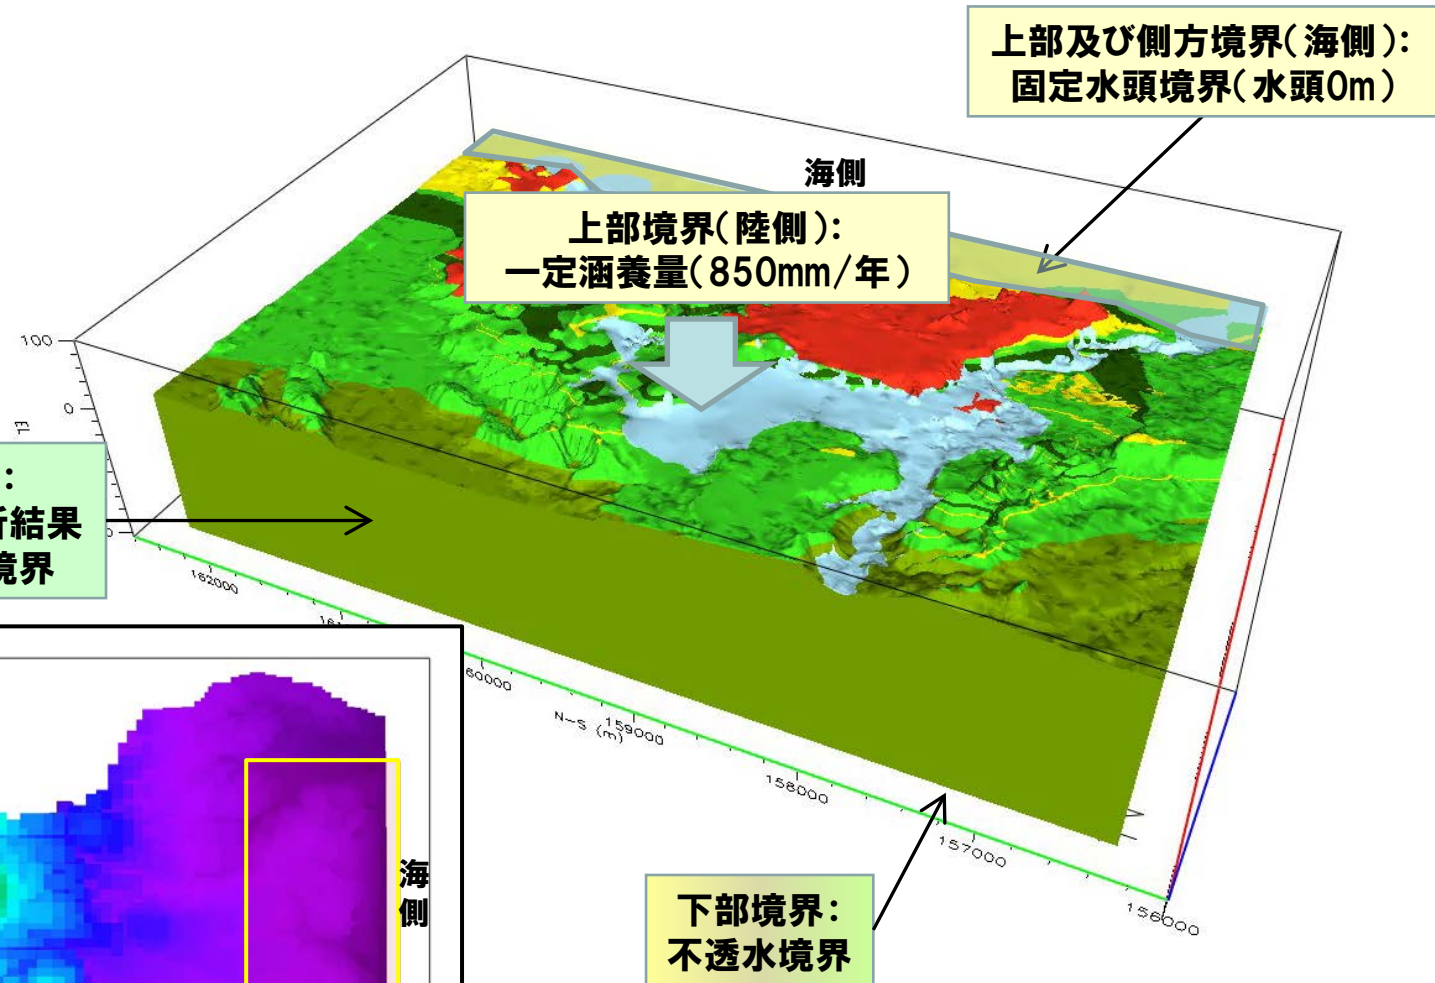 上部及び側方境界(海側):
固定水頭境界(水頭0m)
海側
上部境界(陸側):
一定涵養量(850mm/年)
100
0
EL
:
結果
境界
162000
159000
N-S (m)
158000
157000
156000
海
側
下部境界:
不透水境界